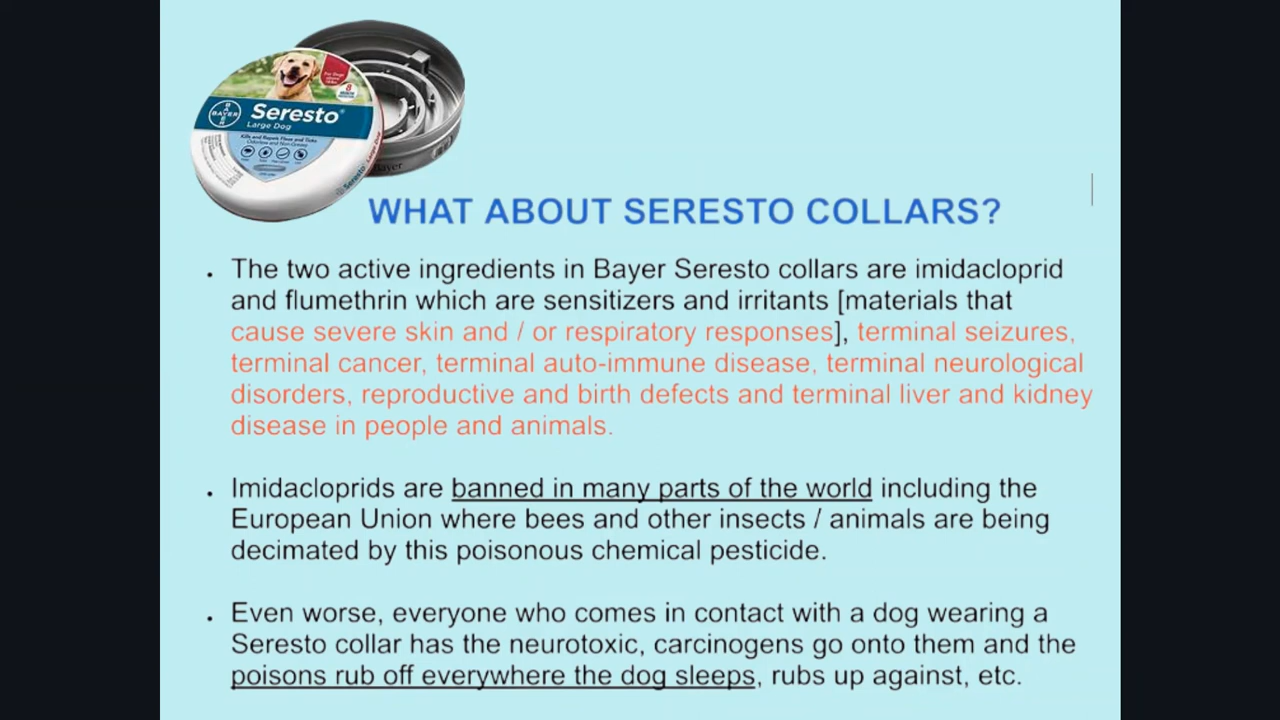 BAYER
Seresto
Large Dog
Bayer
WHAT ABOUT SERESTO COLLARS?
. The two active ingredients in Bayer Seresto collars are imidacloprid
and flumethrin which are sensitizers and irritants [materials that
cause severe skin and / or respiratory responses], terminal seizures,
terminal cancer, terminal auto-immune disease, terminal neurological
disorders, reproductive and birth defects and terminal liver and kidney
disease in people and animals.
. Imidacloprids are banned in many parts of the world including the
European Union where bees and other insects / animals are being
decimated by this poisonous chemical pesticide.
. Even worse, everyone who comes in contact with a dog wearing a
Seresto collar has the neurotoxic, carcinogens go onto them and the
poisons rub off everywhere the dog sleeps, rubs up against, etc.